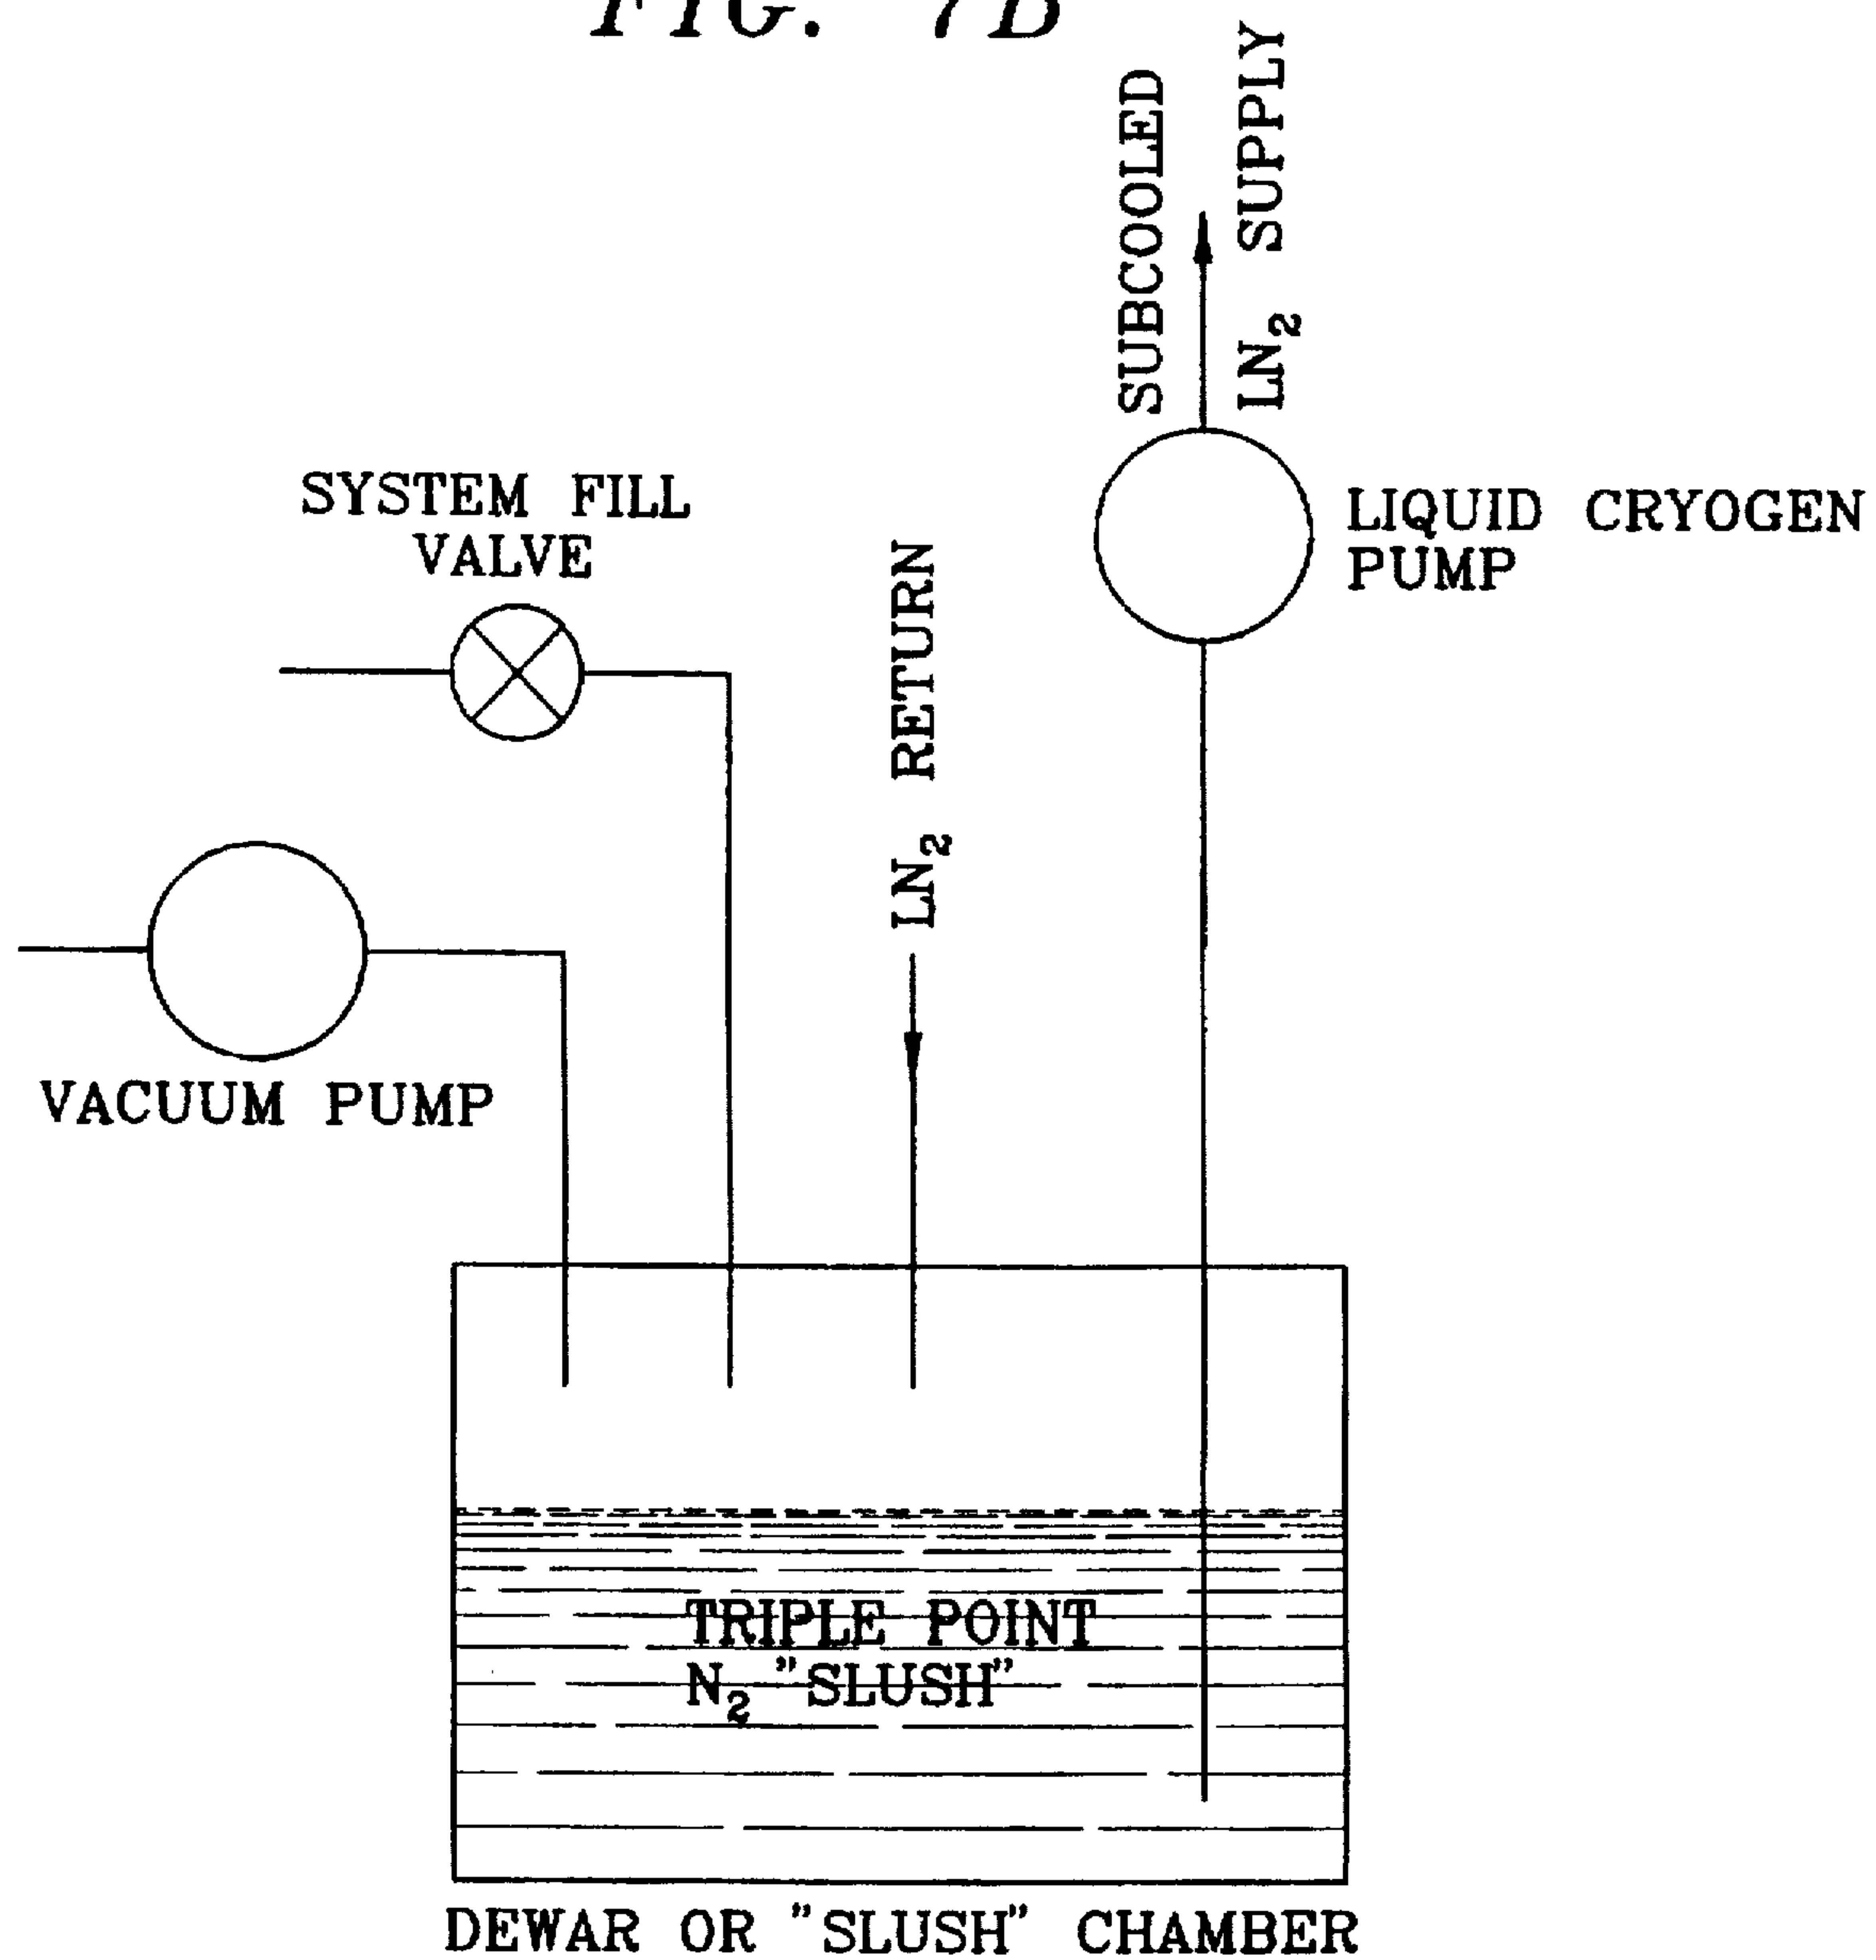 FIG. 7B
SUBCOOLED
LN₂ SUPPLY
SYSTEM FILL
VALVE
LIQUID CRYOGEN
PUMP
LN₂ RETURN
VACUUM PUMP
TRIPLE POINT
N₂ "SLUSH"
DEWAR OR "SLUSH" CHAMBER